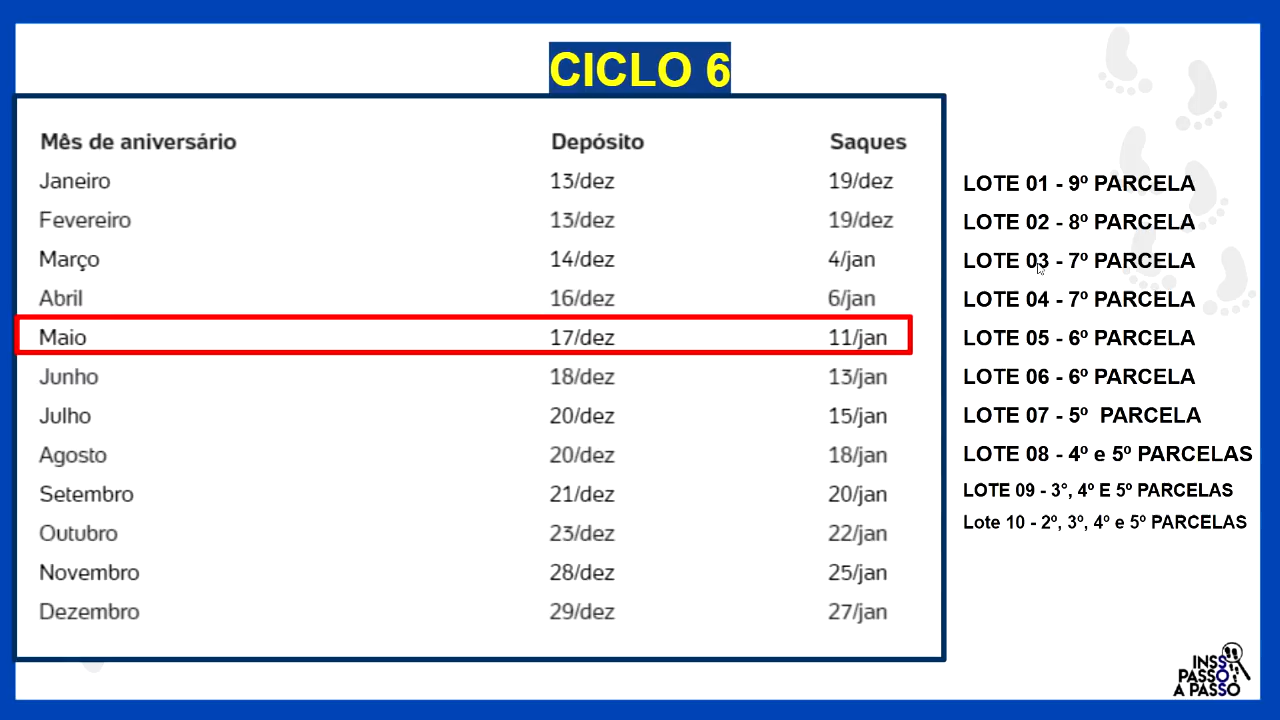 CICLO 6
Mês de aniversário Depósito Saques
Janeiro 13/dez 19/dez
Fevereiro 13/dez 19/dez
Março 14/dez 4/jan
Abril 16/dez 6/jan
Maio 17/dez 11/jan
Junho 18/dez 13/jan
Julho 20/dez 15/jan
Agosto 20/dez 18/jan
Setembro 21/dez 20/jan
Outubro 23/dez 22/jan
Novembro 28/dez 25/jan
Dezembro 29/dez 27/jan
LOTE 01 - 9º PARCELA
LOTE 02 - 8º PARCELA
LOTE 03 - 7º PARCELA
LOTE 04 - 7º PARCELA
LOTE 05 - 6º PARCELA
LOTE 06 - 6º PARCELA
LOTE 07 - 5º  PARCELA
LOTE 08 - 4º e 5º PARCELAS
LOTE 09 - 3°, 4º E 5º PARCELAS
Lote 10 - 2º, 3º, 4º e 5º PARCELAS
INSS
PASSO
A PASSO